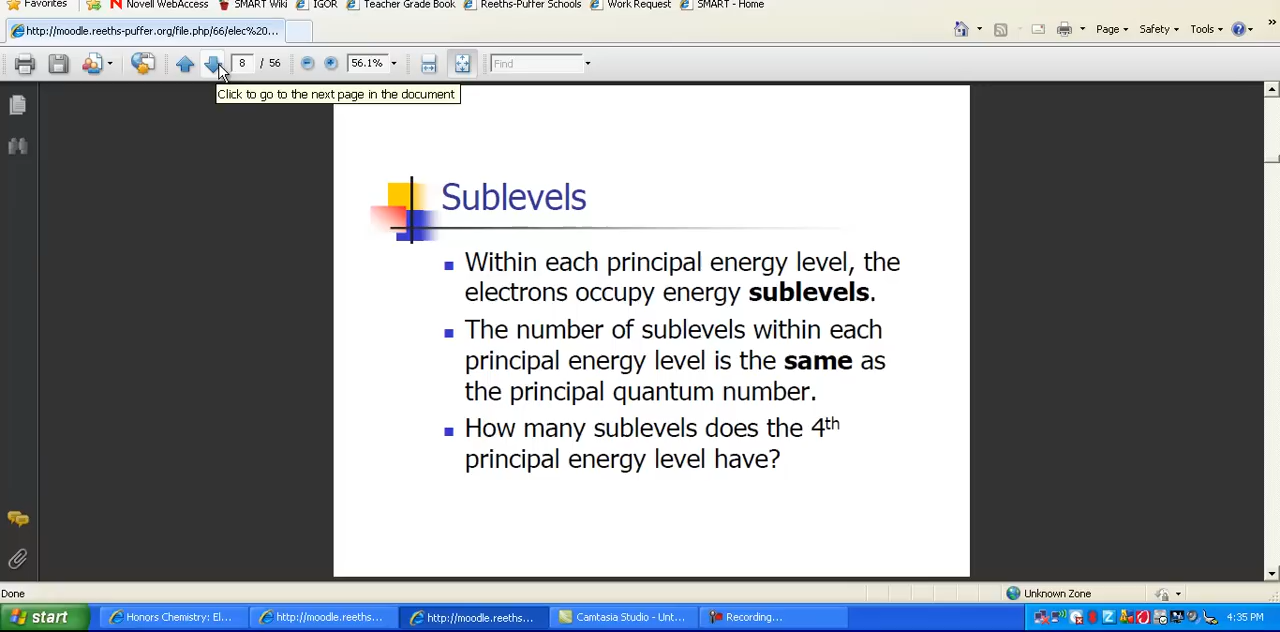 Favorites Novell WebAccess SMART Wiki IGOR Teacher Grade Book Reeths-Puffer Schools Work Request SMART - Home
http://moodle.reeths-puffer.org/file.php/66/elec%20... Page Safety Tools
8 / 56 56.1% Find
Click to go to the next page in the document
Sublevels
Within each principal energy level, the
electrons occupy energy sublevels.
The number of sublevels within each
principal energy level is the same as
the principal quantum number.
How many sublevels does the 4th
principal energy level have?
Done Unknown Zone
start Honors Chemistry: El... http://moodle.reeths... http://moodle.reeths... Camtasia Studio - Unt... Recording... 4:35 PM